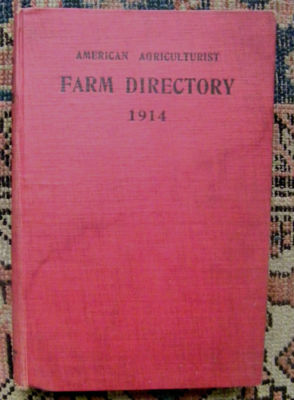 AMERICAN AGRICULTURIST
FARM DIRECTORY
1914